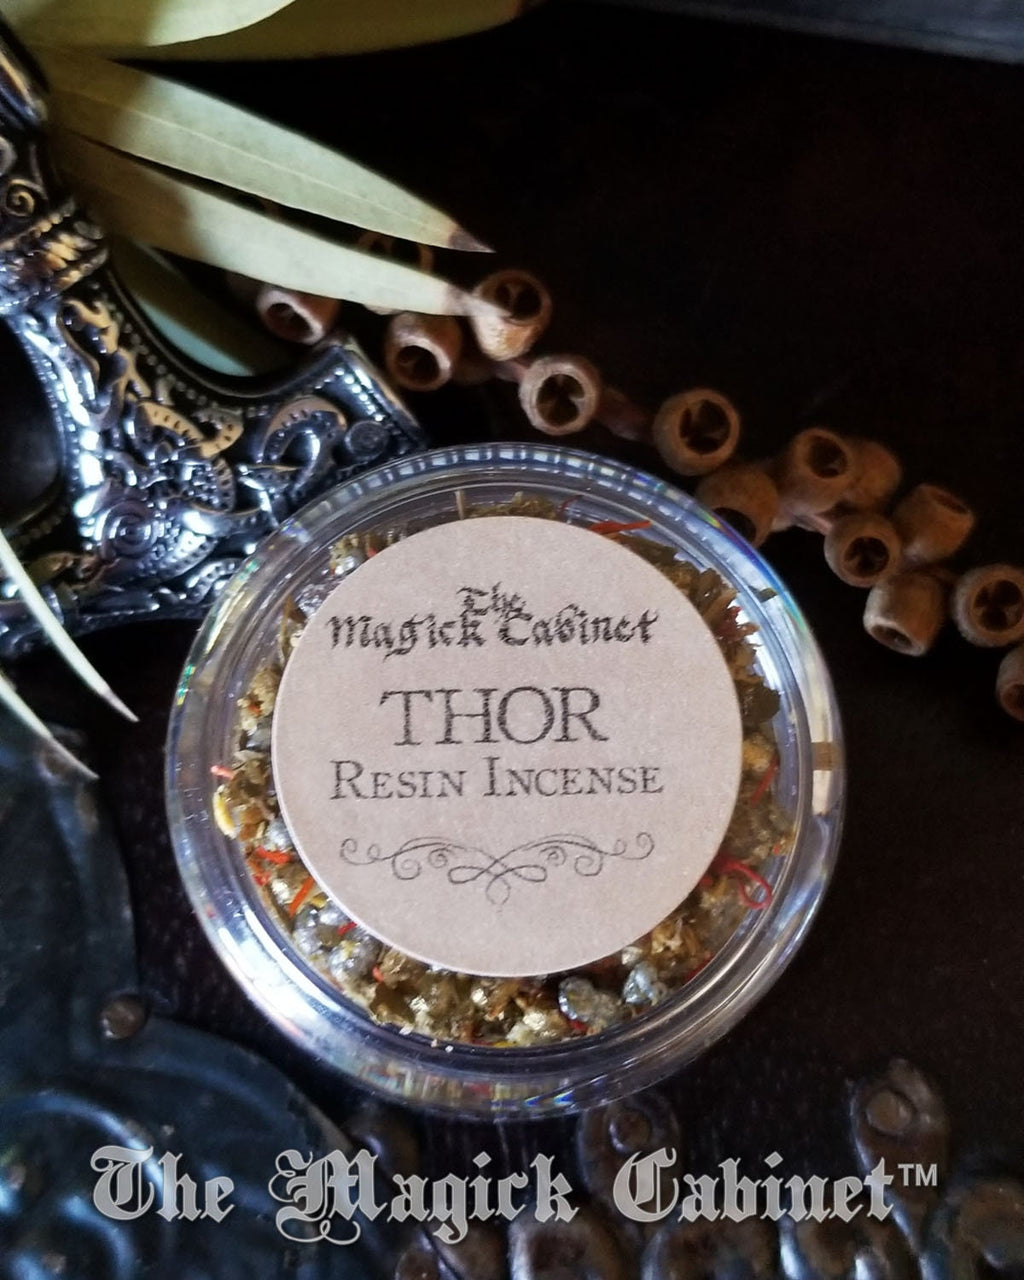 The
Magick Cabinet
THOR
RESIN INCENSE
The Magick Cabinet™